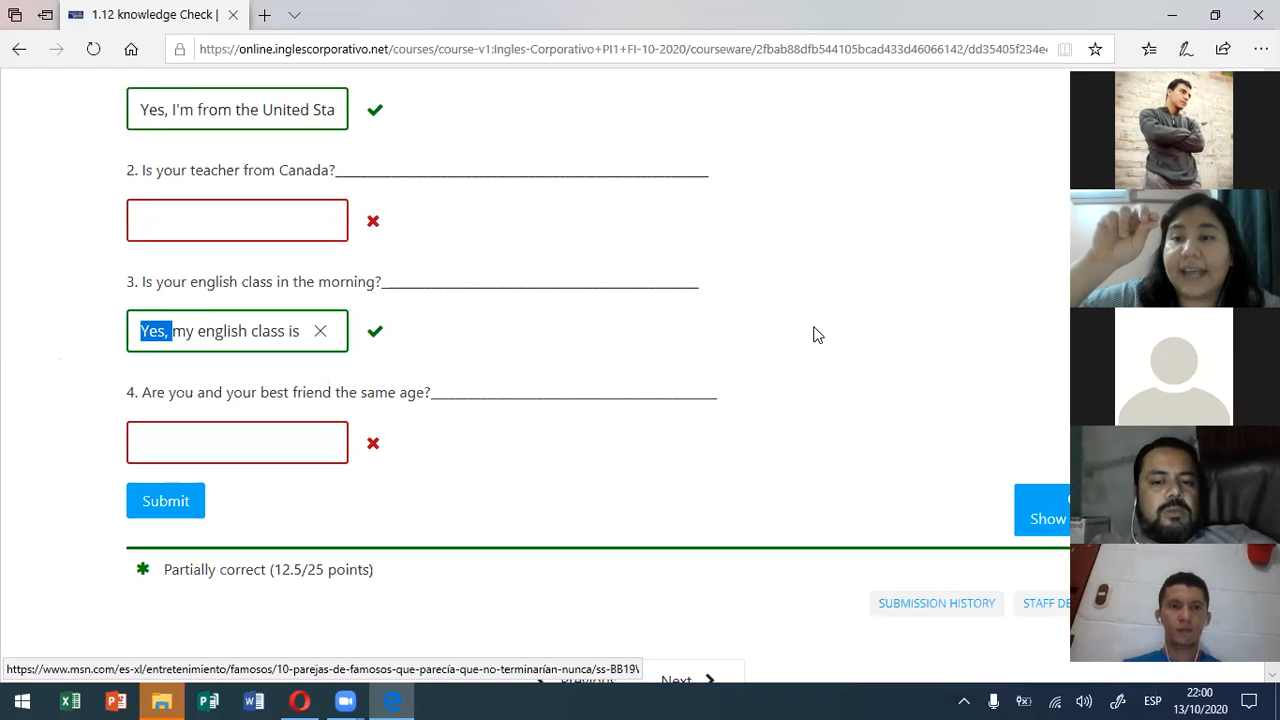 1.12 knowledge
https://online.inglescorporativo.net/courses/course-v1:Ingles-Corporativo+PI1+FI-10-2020/courseware/2fbab88dfb544105bcad433d46066142/dd35405f234e
Yes, I'm from the United Sta
2. Is your teacher from Canada?
3. Is your english class in the morning?
Yes, my english class is
4. Are you and your best friend the same age?
Submit
Show
Partially correct (12.5/25 points)
SUBMISSION HISTORY
STAFF DE
https://www.msn.com/es-xl/entretenimiento/famosos/10-parejas-de-famosos-que-parecía-que-no-terminarían-nunca/ss-BB19
Previous
Next
ESP
22:00
13/10/2020